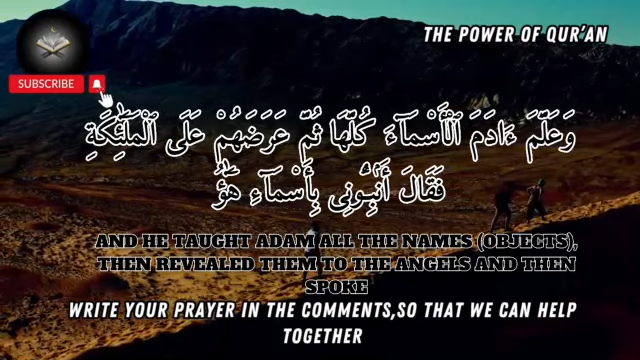 THE POWER OF QUR'AN
SUBSCRIBE
وَعَلَّمَ ءَادَمَ ٱلْأَسْمَآءَ كُلَّهَا ثُمَّ عَرَضَهُمْ عَلَى ٱلْمَلَٰٓئِكَةِ
فَقَالَ أَنۢبِـُٔونِى بِأَسْمَآءِ هَٰٓؤُ
AND HE TAUGHT ADAM ALL THE NAMES (OBJECTS),
THEN REVEALED THEM TO THE ANGELS AND THEN
SPOKE
WRITE YOUR PRAYER IN THE COMMENTS,SO THAT WE CAN HELP
TOGETHER